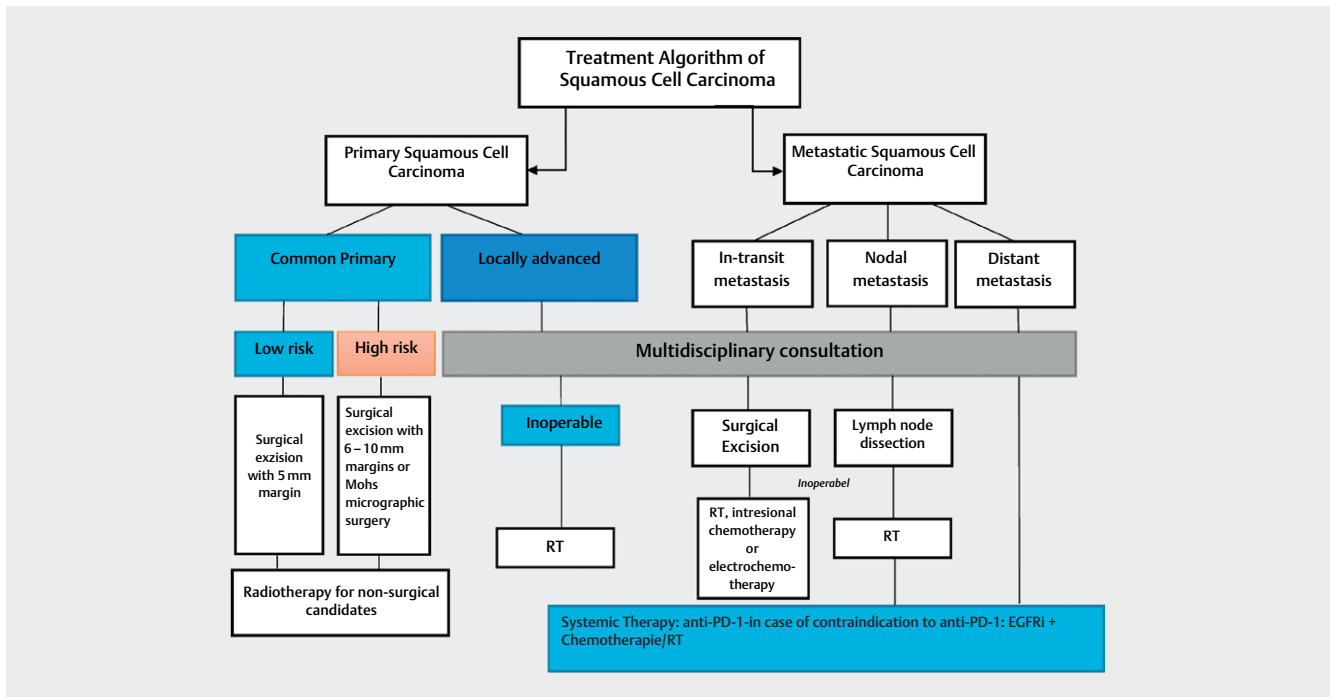 Treatment Algorithm of
Squamous Cell Carcinoma
Primary Squamous Cell
Carcinoma
Metastatic Squamous Cell
Carcinoma
Common Primary
Locally advanced
In-transit
metastasis
Nodal
metastasis
Distant
metastasis
Low risk
High risk
Multidisciplinary consultation
Surgical
exzision
with 5 mm
margin
Surgical
excision with
6 – 10 mm
margins or
Mohs
micrographic
surgery
Inoperable
Surgical
Excision
Lymph node
dissection
Inoperabel
RT
RT, intresional
chemotherapy
or
electrochemo-
therapy
RT
Radiotherapy for non-surgical
candidates
Systemic Therapy: anti-PD-1-in case of contraindication to anti-PD-1: EGFRi +
Chemotherapie/RT